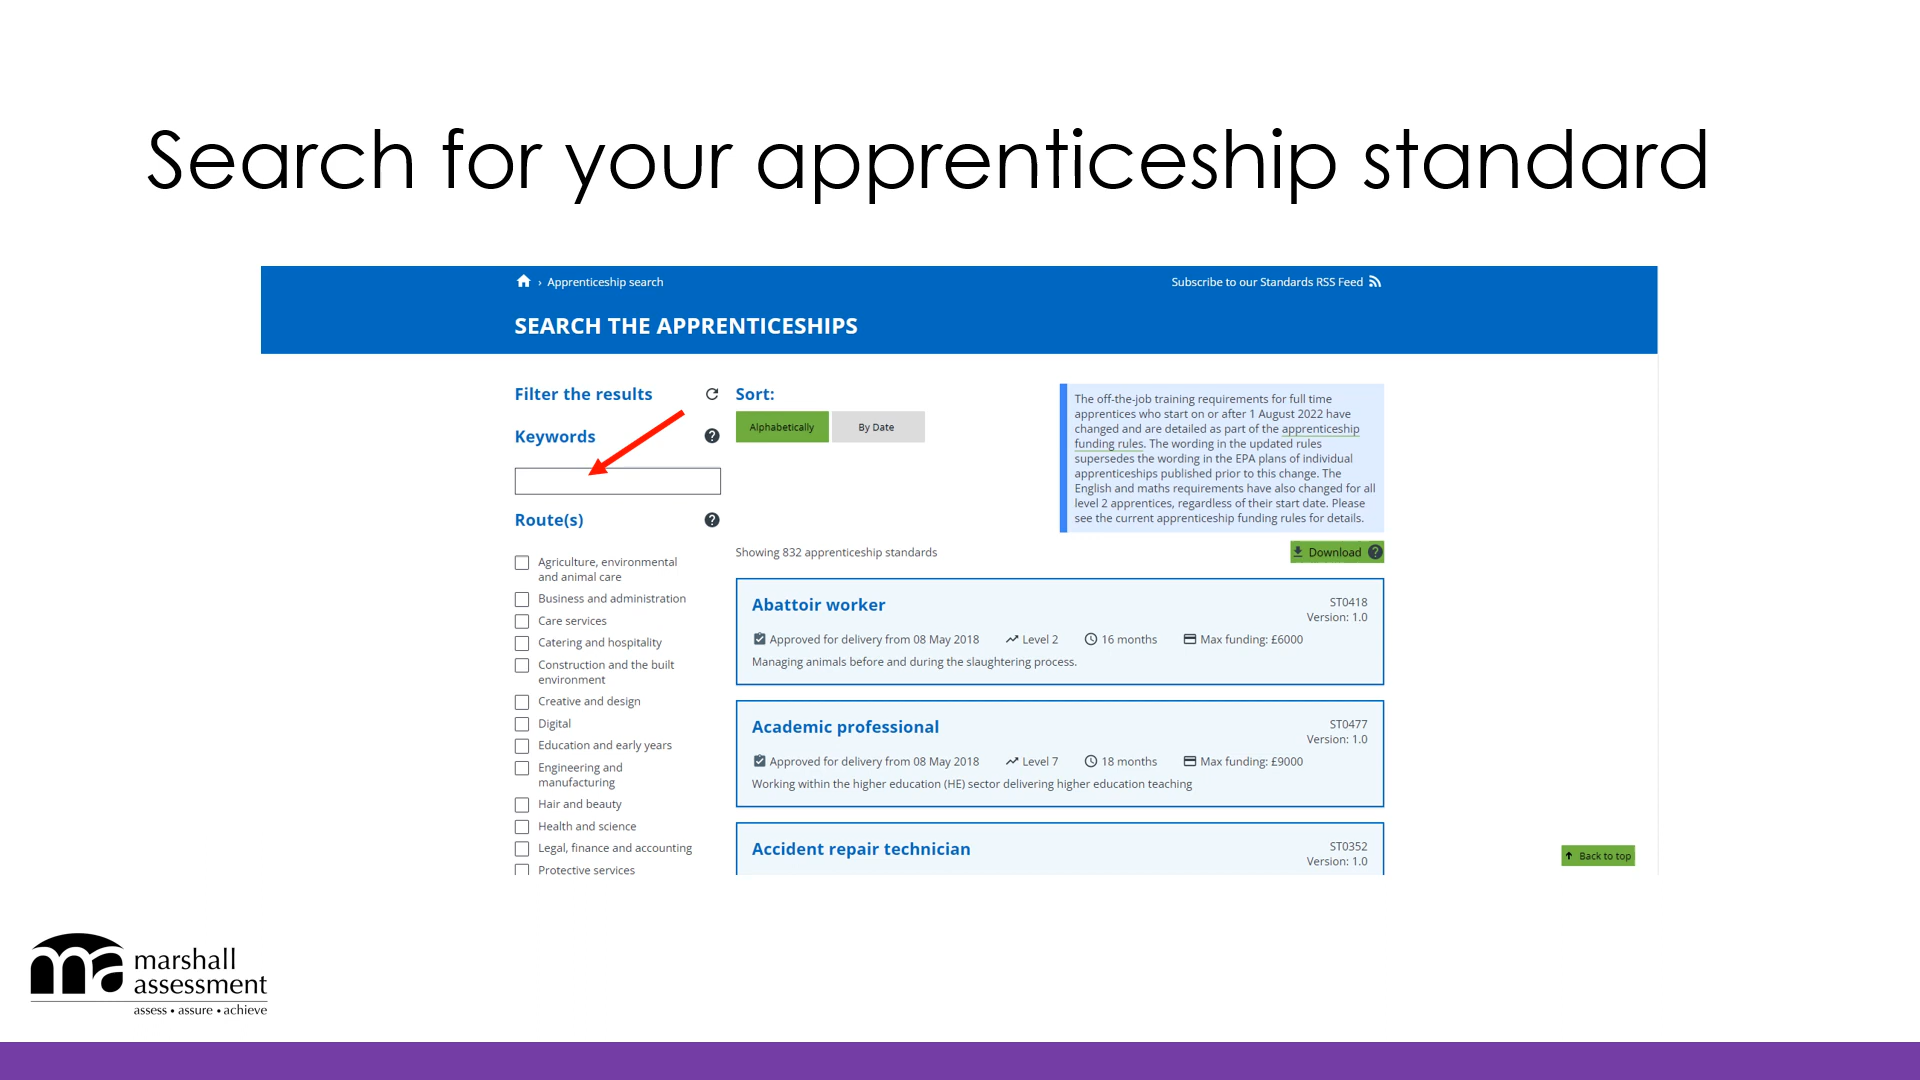 Search for your apprenticeship standard
› Apprenticeship search
Subscribe to our Standards RSS Feed
SEARCH THE APPRENTICESHIPS
Filter the results
Keywords
Route(s)
Agriculture, environmental
and animal care
Business and administration
Care services
Catering and hospitality
Construction and the built
environment
Creative and design
Digital
Education and early years
Engineering and
manufacturing
Hair and beauty
Health and science
Legal, finance and accounting
Protective services
Sort:
Alphabetically
By Date
The off-the-job training requirements for full time
apprentices who start on or after 1 August 2022 have
changed and are detailed as part of the apprenticeship
funding rules. The wording in the updated rules
supersedes the wording in the EPA plans of individual
apprenticeships published prior to this change. The
English and maths requirements have also changed for all
level 2 apprentices, regardless of their start date. Please
see the current apprenticeship funding rules for details.
Showing 832 apprenticeship standards
Download ?
Abattoir worker
ST0418
Version: 1.0
Approved for delivery from 08 May 2018 Level 2 16 months Max funding: £6000
Managing animals before and during the slaughtering process.
Academic professional
ST0477
Version: 1.0
Approved for delivery from 08 May 2018 Level 7 18 months Max funding: £9000
Working within the higher education (HE) sector delivering higher education teaching
Accident repair technician
ST0352
Version: 1.0
Back to top
ma
marshall
assessment
assess • assure • achieve